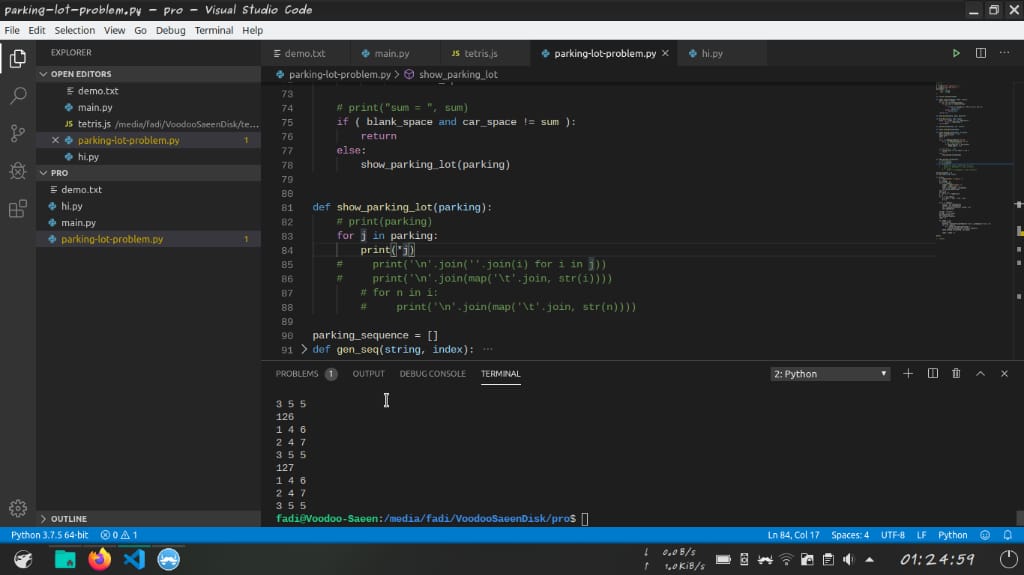 parking-lot-problem.py - pro - Visual Studio Code
File Edit Selection View Go Debug Terminal Help
EXPLORER
OPEN EDITORS
demo.txt
main.py
JS tetris.js /media/fadi/VoodooSaeenDisk/te...
parking-lot-problem.py 1
hi.py
PRO
demo.txt
hi.py
main.py
parking-lot-problem.py 1
OUTLINE
demo.txt main.py JS tetris.js parking-lot-problem.py hi.py
parking-lot-problem.py > show_parking_lot
73
74 # print("sum = ", sum)
75 if ( blank_space and car_space != sum ):
76 return
77 else:
78 show_parking_lot(parking)
79
80
81 def show_parking_lot(parking):
82 # print(parking)
83 for j in parking:
84 print(*j)
85 # print('\n'.join(''.join(i) for i in j))
86 # print('\n'.join(map('\t'.join, str(i))))
87 # for n in i:
88 # print('\n'.join(map('\t'.join, str(n))))
89
90 parking_sequence = []
91 def gen_seq(string, index): ...
PROBLEMS 1 OUTPUT DEBUG CONSOLE TERMINAL 2: Python
3 5 5
126
1 4 6
2 4 7
3 5 5
127
1 4 6
2 4 7
3 5 5
fadi@Voodoo-Saeen:/media/fadi/VoodooSaeenDisk/pro$
Python 3.7.5 64-bit 0 1 Ln 84, Col 17 Spaces: 4 UTF-8 LF Python
0.0 B/s
1.0 KiB/s
01:24:59